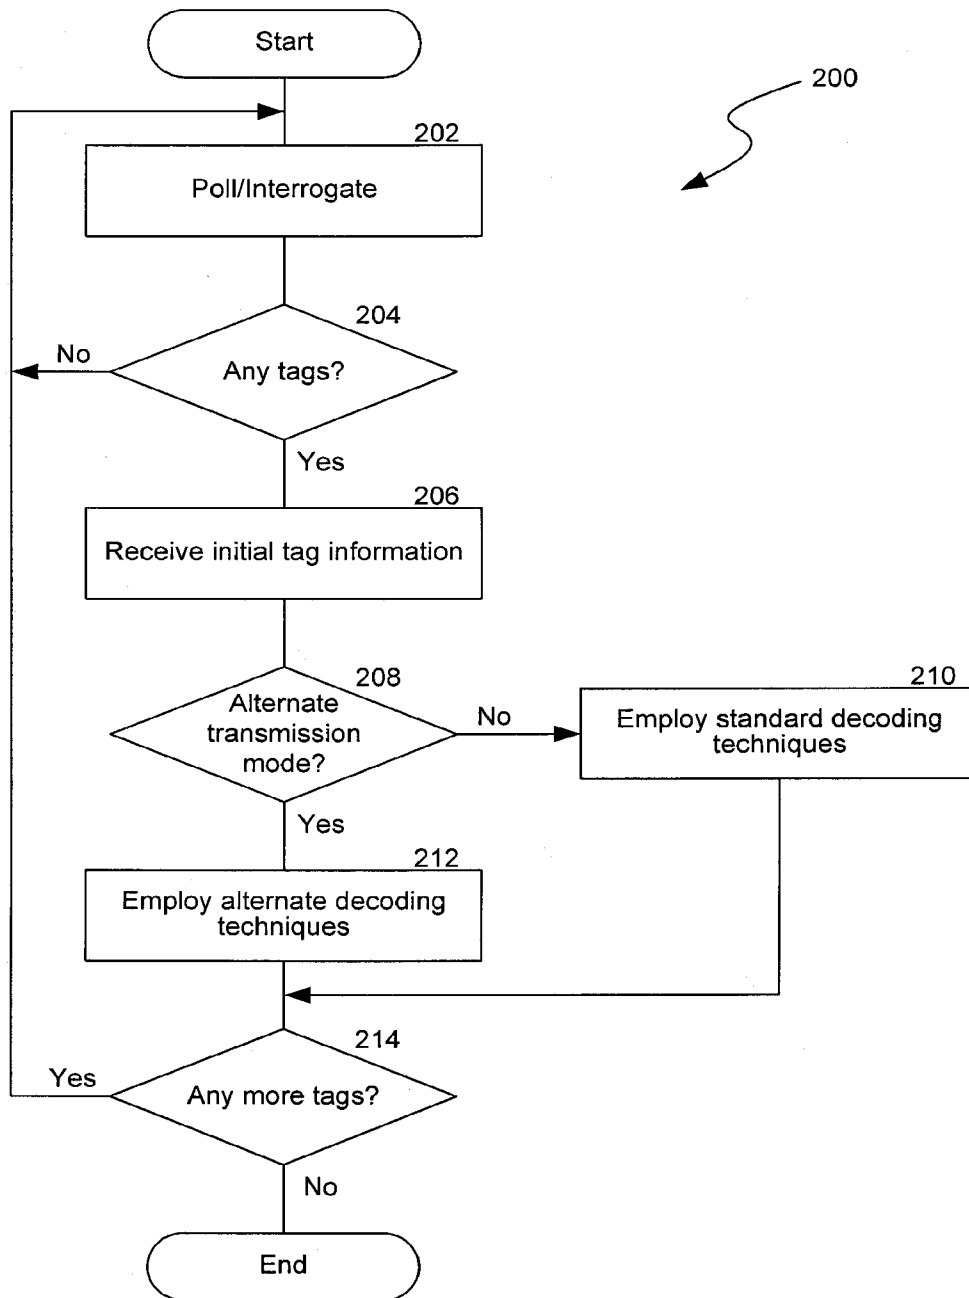 Start
200
202
Poll/Interrogate
204
No
Any tags?
Yes
206
Receive initial tag information
208
Alternate
transmission
mode?
No
210
Employ standard decoding
techniques
Yes
212
Employ alternate decoding
techniques
214
Yes
Any more tags?
No
End